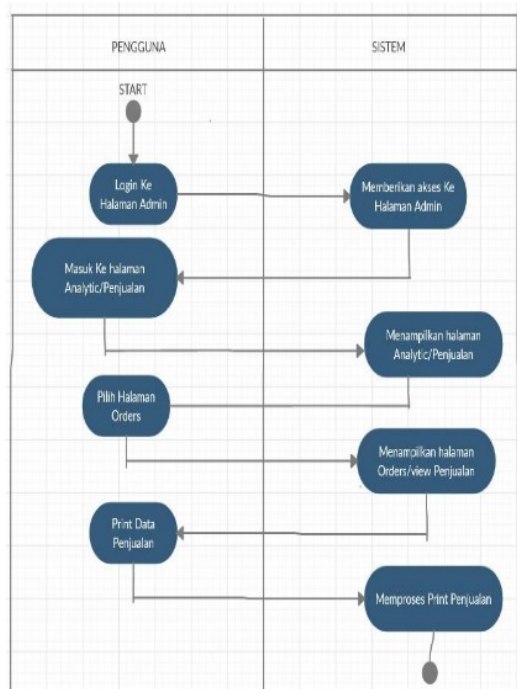 PENGGUNA
SISTEM
START
Login Ke
Halaman Admin
Memberikan akses Ke
Halaman Admin
Masuk Ke halaman
Analytic/Penjualan
Menampilkan halaman
Analytic/Penjualan
Pilih Halaman
Orders
Menampilkan halaman
Orders/view Penjualan
Print Data
Penjualan
Memproses Print Penjualan